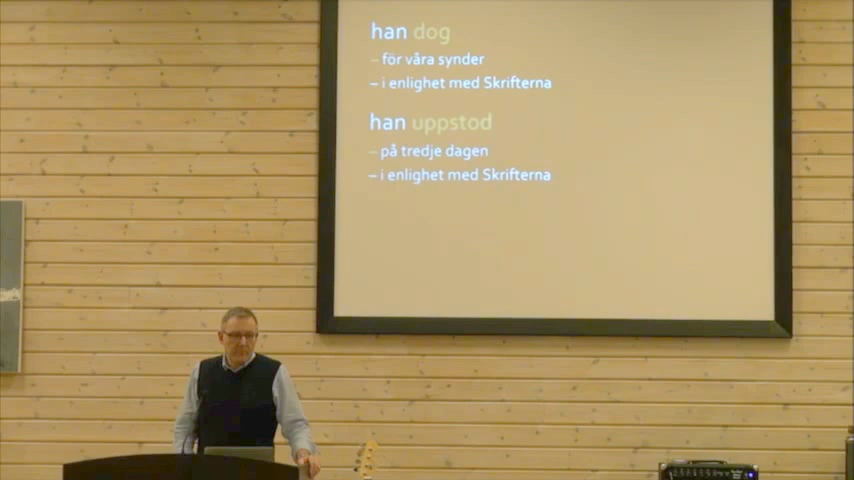 han dog
– för våra synder
– i enlighet med Skrifterna
han uppstod
– på tredje dagen
– i enlighet med Skrifterna